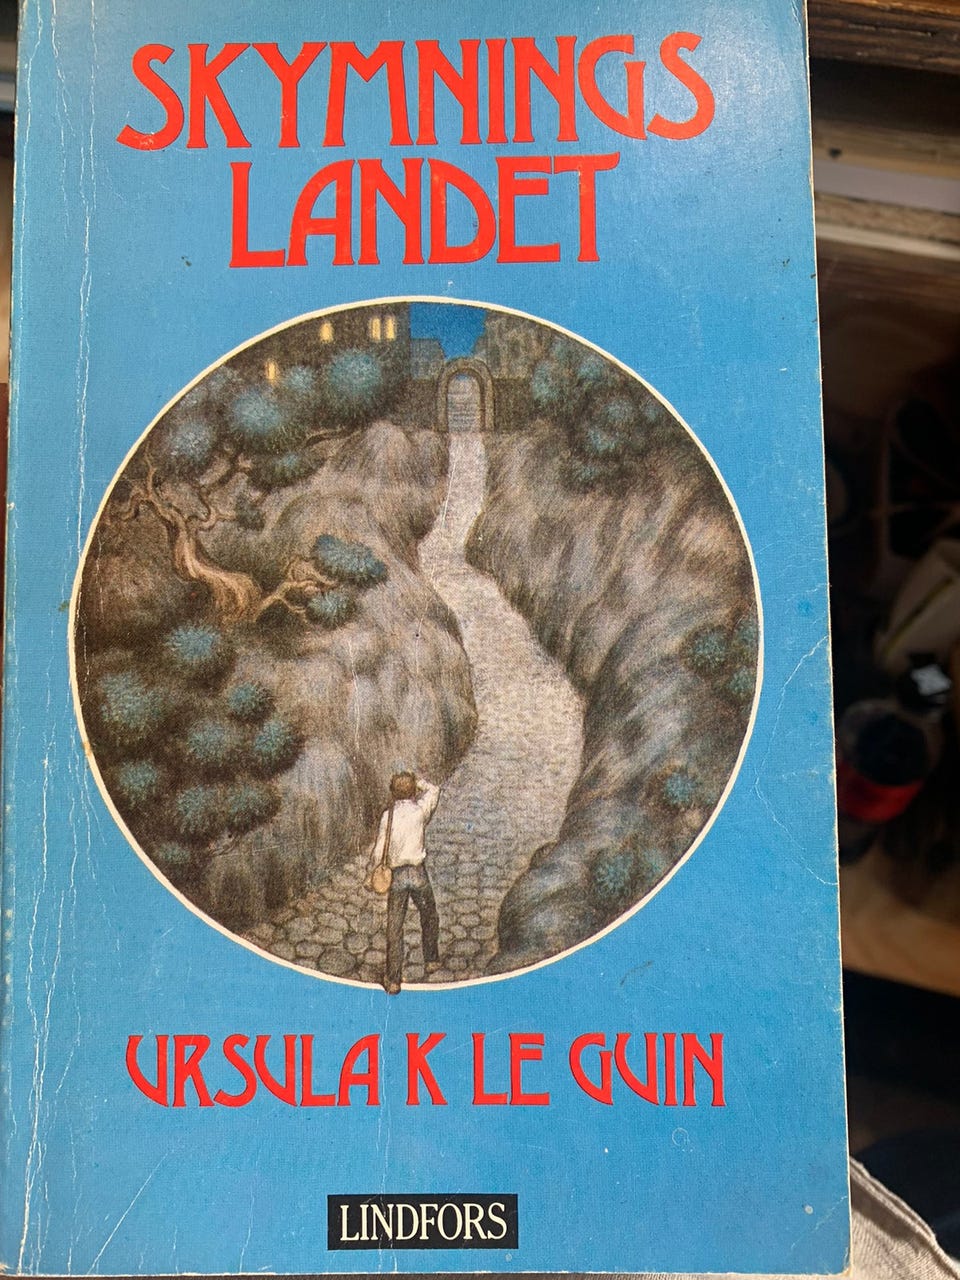 SKYMNINGS
LANDET
URSULA K LE GUIN
LINDFORS